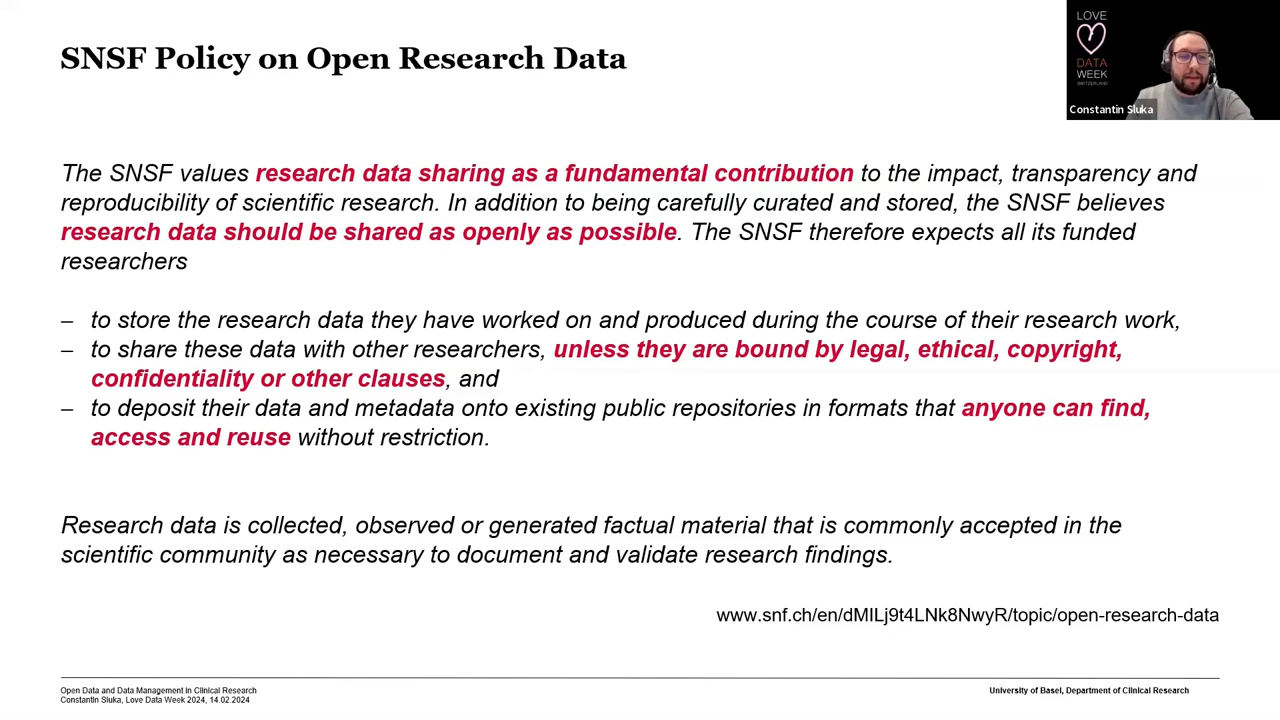 SNSF Policy on Open Research Data
LOVE
DATA
WEEK
SWITZERLAND
Constantin Sluka
The SNSF values research data sharing as a fundamental contribution to the impact, transparency and
reproducibility of scientific research. In addition to being carefully curated and stored, the SNSF believes
research data should be shared as openly as possible. The SNSF therefore expects all its funded
researchers
– to store the research data they have worked on and produced during the course of their research work,
– to share these data with other researchers, unless they are bound by legal, ethical, copyright,
confidentiality or other clauses, and
– to deposit their data and metadata onto existing public repositories in formats that anyone can find,
access and reuse without restriction.
Research data is collected, observed or generated factual material that is commonly accepted in the
scientific community as necessary to document and validate research findings.
www.snf.ch/en/dMILj9t4LNk8NwyR/topic/open-research-data
Open Data and Data Management in Clinical Research
Constantin Sluka, Love Data Week 2024, 14.02.2024
University of Basel, Department of Clinical Research